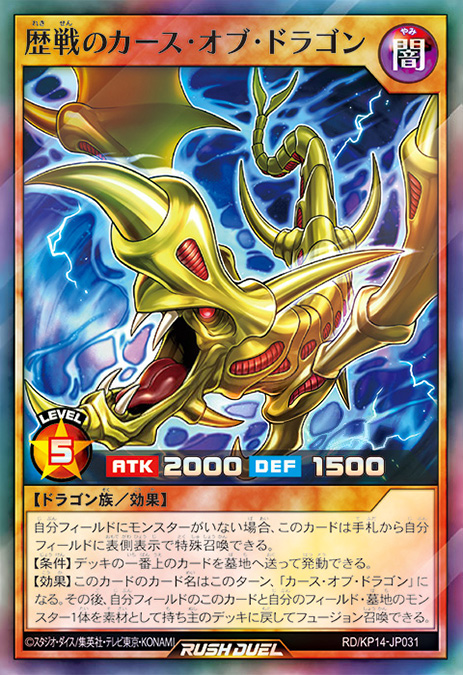 れき せん
歴戦のカース・オブ・ドラゴン
やみ
闇
LEVEL
5
ATK 2000 DEF 1500
【ドラゴン族／効果】
自分フィールドにモンスターがいない場合、このカードは手札から自分
フィールドに表側表示で特殊召喚できる。
【条件】デッキの一番上のカードを墓地へ送って発動できる。
【効果】このカードのカード名はこのターン、「カース・オブ・ドラゴン」に
なる。その後、自分フィールドのこのカードと自分のフィールド・墓地のモン
スター1体を素材として持ち主のデッキに戻してフュージョン召喚できる。
©スタジオ・ダイス/集英社・テレビ東京・KONAMI
RUSH DUEL
RD/KP14-JP031